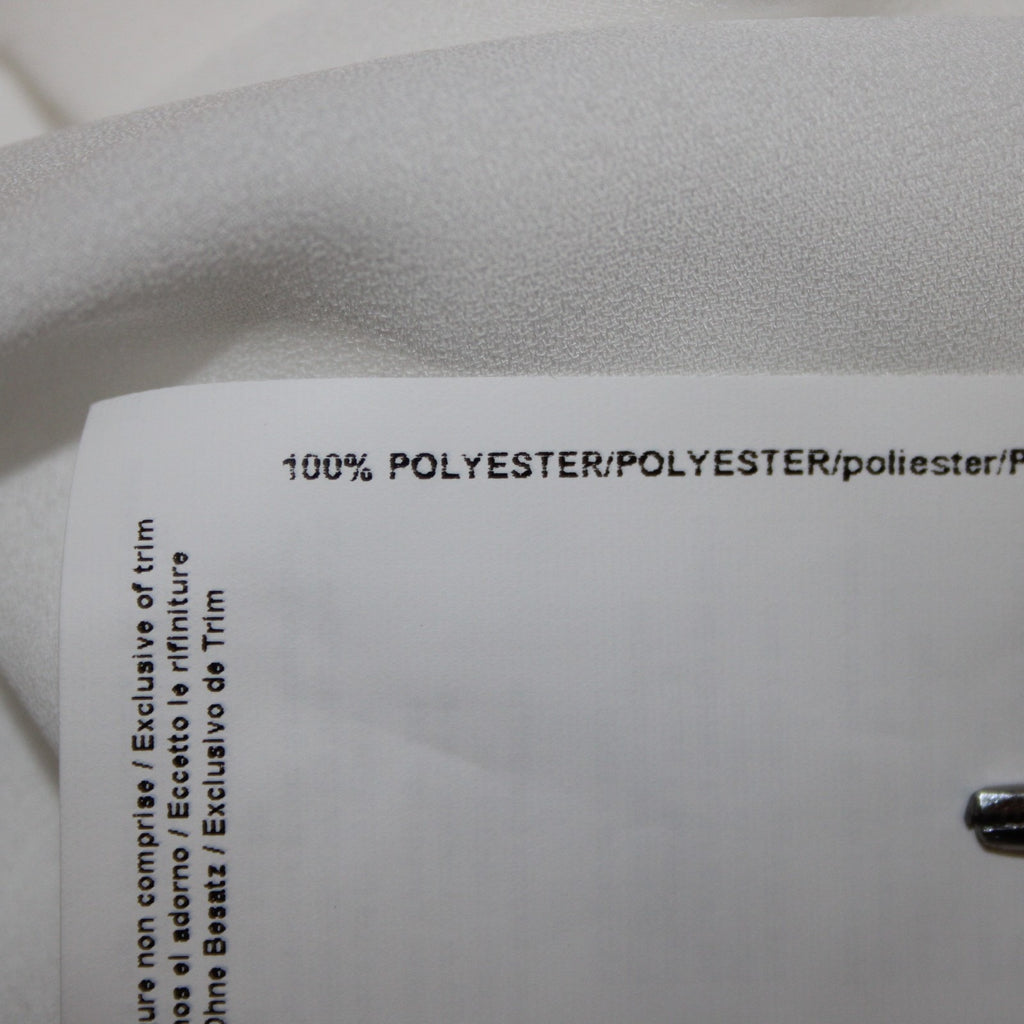 100% POLYESTER/POLYESTER/poliester/P
ure non comprise / Exclusive of trim
nos el adorno / Eccetto le rifiniture
Ohne Besatz / Exclusivo de Trim